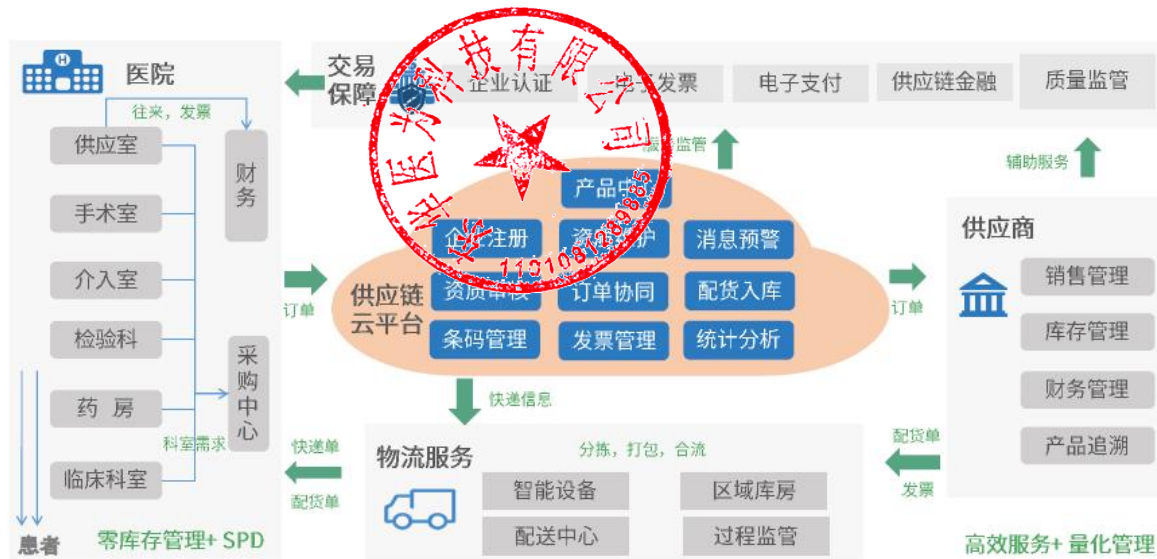 医院
往来，发票
供应室
手术室
介入室
检验科
药 房
临床科室
财务
采购中心
科室需求
患者
零库存管理+ SPD
交易
保障
企业认证
电子发票
电子支付
供应链金融
质量监管
监管
辅助服务
订单
供应链
云平台
产品中
企业注册
消息预警
资质审核
订单协同
配货入库
条码管理
发票管理
统计分析
订单
快递信息
快递单
配货单
物流服务
分拣，打包，合流
智能设备
区域库房
配送中心
过程监管
配货单
发票
供应商
销售管理
库存管理
财务管理
产品追溯
高效服务+ 量化管理
科技有限公司
1101081289885